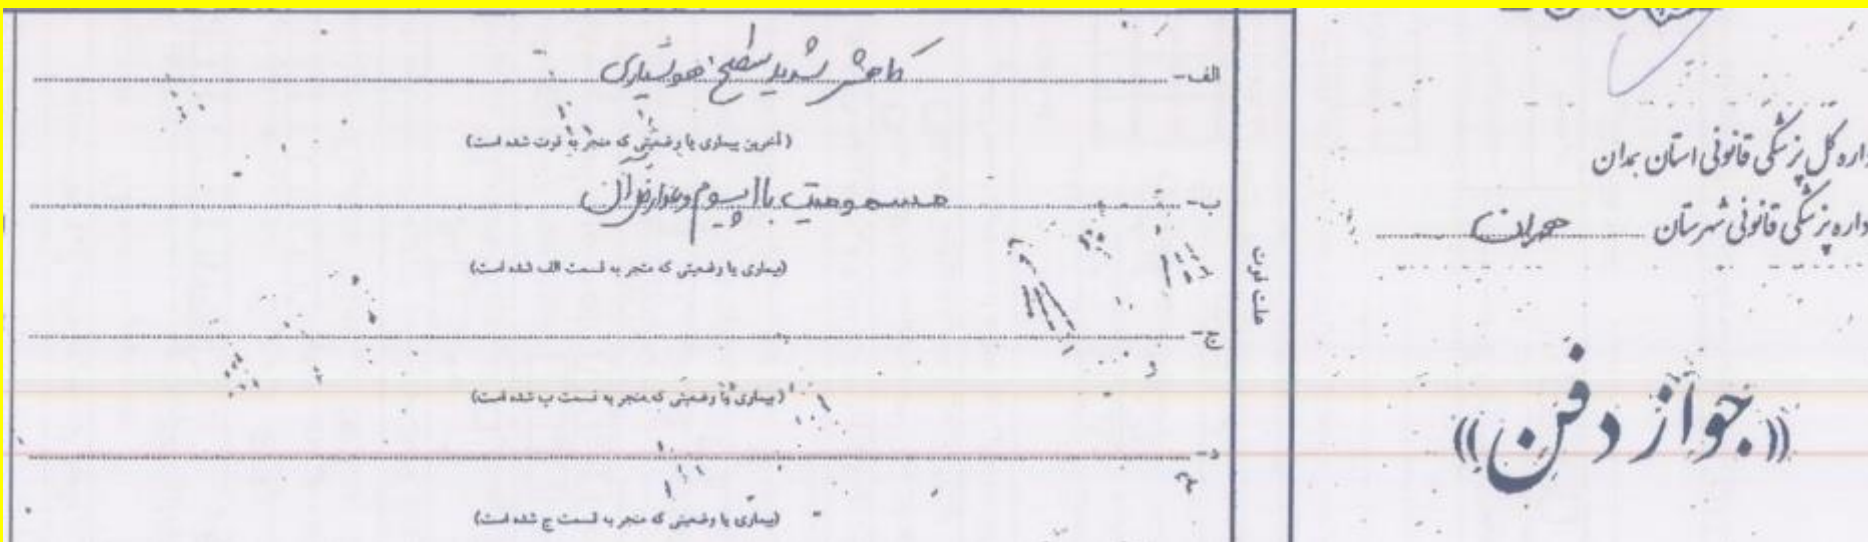 اداره کل پزشکی قانونی استان همدان
اداره پزشکی قانونی شهرستان همدان
«جواز دفن»
علت فوت
الف- کاهش شدید سطح هوشیاری
(آخرین بیماری یا وضعیتی که منجر به فوت شده است)
ب- مسمومیت با اپیوم و
(بیماری یا وضعیتی که منجر به قسمت الف شده است)
ج-
(بیماری یا وضعیتی که منجر به قسمت ب شده است)
د-
(بیماری یا وضعیتی که منجر به قسمت ج شده است)